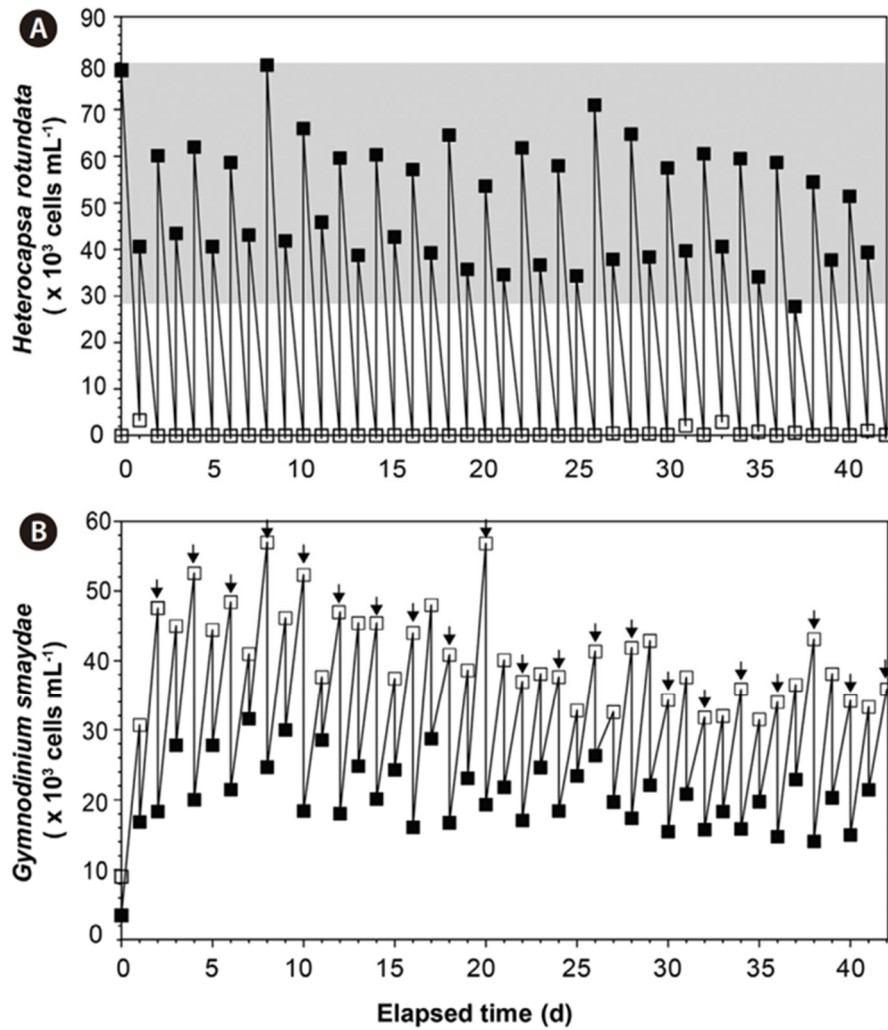 A
Heterocapsa rotundata
( x 10³ cells mL⁻¹)
90
80
70
60
50
40
30
20
10
0
0 5 10 15 20 25 30 35 40
B
Gymnodinium smaydae
( x 10³ cells mL⁻¹)
60
50
40
30
20
10
0
0 5 10 15 20 25 30 35 40
Elapsed time (d)